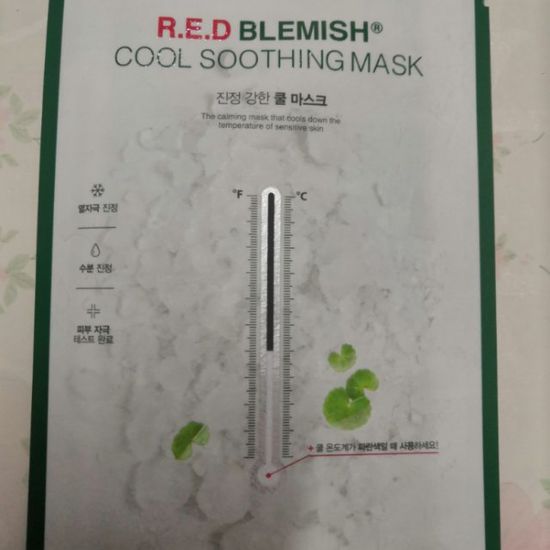 R.E.D BLEMISH®
COOL SOOTHING MASK
진정 강한 쿨 마스크
The calming mask that cools down the
temperature of sensitive skin
°F
°C
열자극 진정
수분 진정
피부 자극
테스트 완료
+ 쿨 온도계가 파란색일 때 사용하세요!